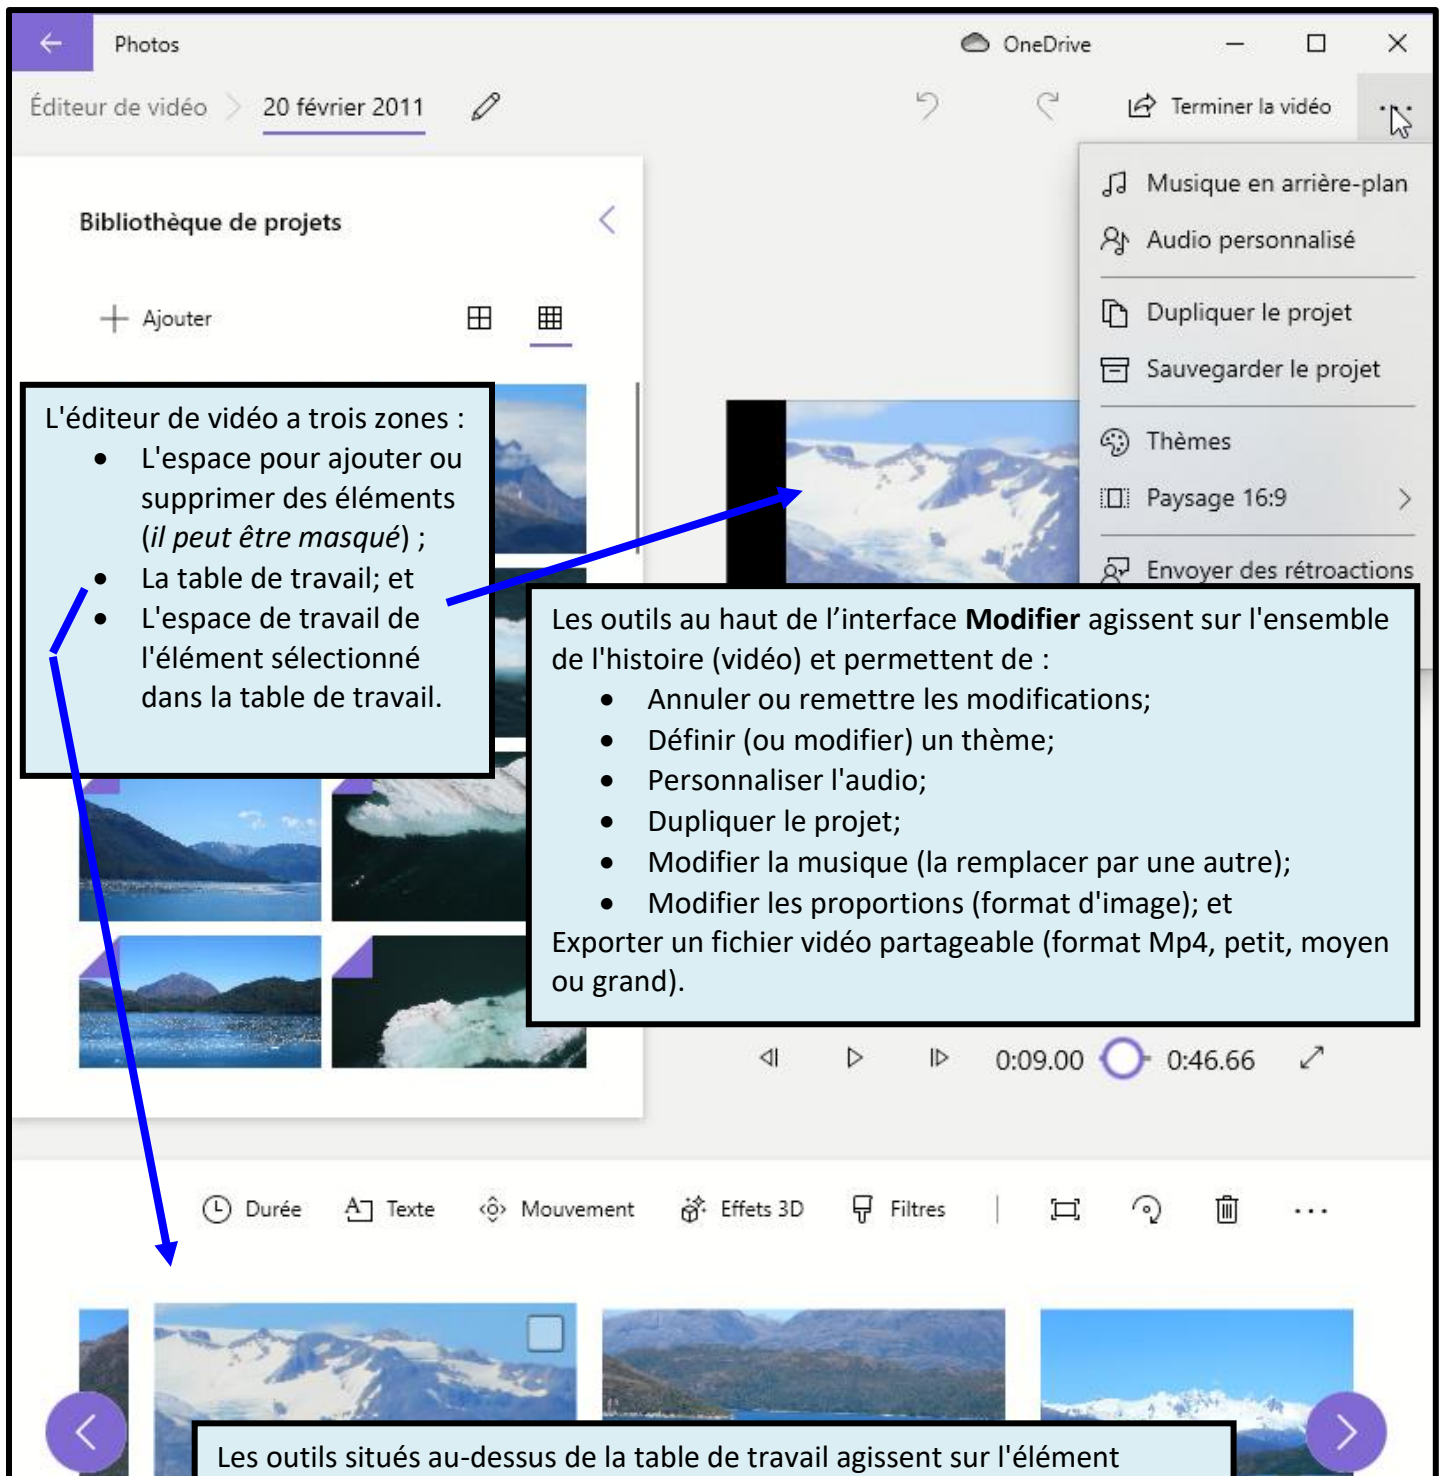 Photos
OneDrive
Éditeur de vidéo
20 février 2011
Terminer la vidéo
Musique en arrière-plan
Audio personnalisé
Dupliquer le projet
Sauvegarder le projet
Thèmes
Paysage 16:9
Envoyer des rétroactions
Bibliothèque de projets
Ajouter
L'éditeur de vidéo a trois zones :
• L'espace pour ajouter ou
supprimer des éléments
(il peut être masqué) ;
• La table de travail; et
• L'espace de travail de
l'élément sélectionné
dans la table de travail.
Les outils au haut de l’interface Modifier agissent sur l'ensemble
de l'histoire (vidéo) et permettent de :
• Annuler ou remettre les modifications;
• Définir (ou modifier) un thème;
• Personnaliser l'audio;
• Dupliquer le projet;
• Modifier la musique (la remplacer par une autre);
• Modifier les proportions (format d'image); et
Exporter un fichier vidéo partageable (format Mp4, petit, moyen
ou grand).
0:09.00
0:46.66
Durée
Texte
Mouvement
Effets 3D
Filtres
Les outils situés au-dessus de la table de travail agissent sur l'élément